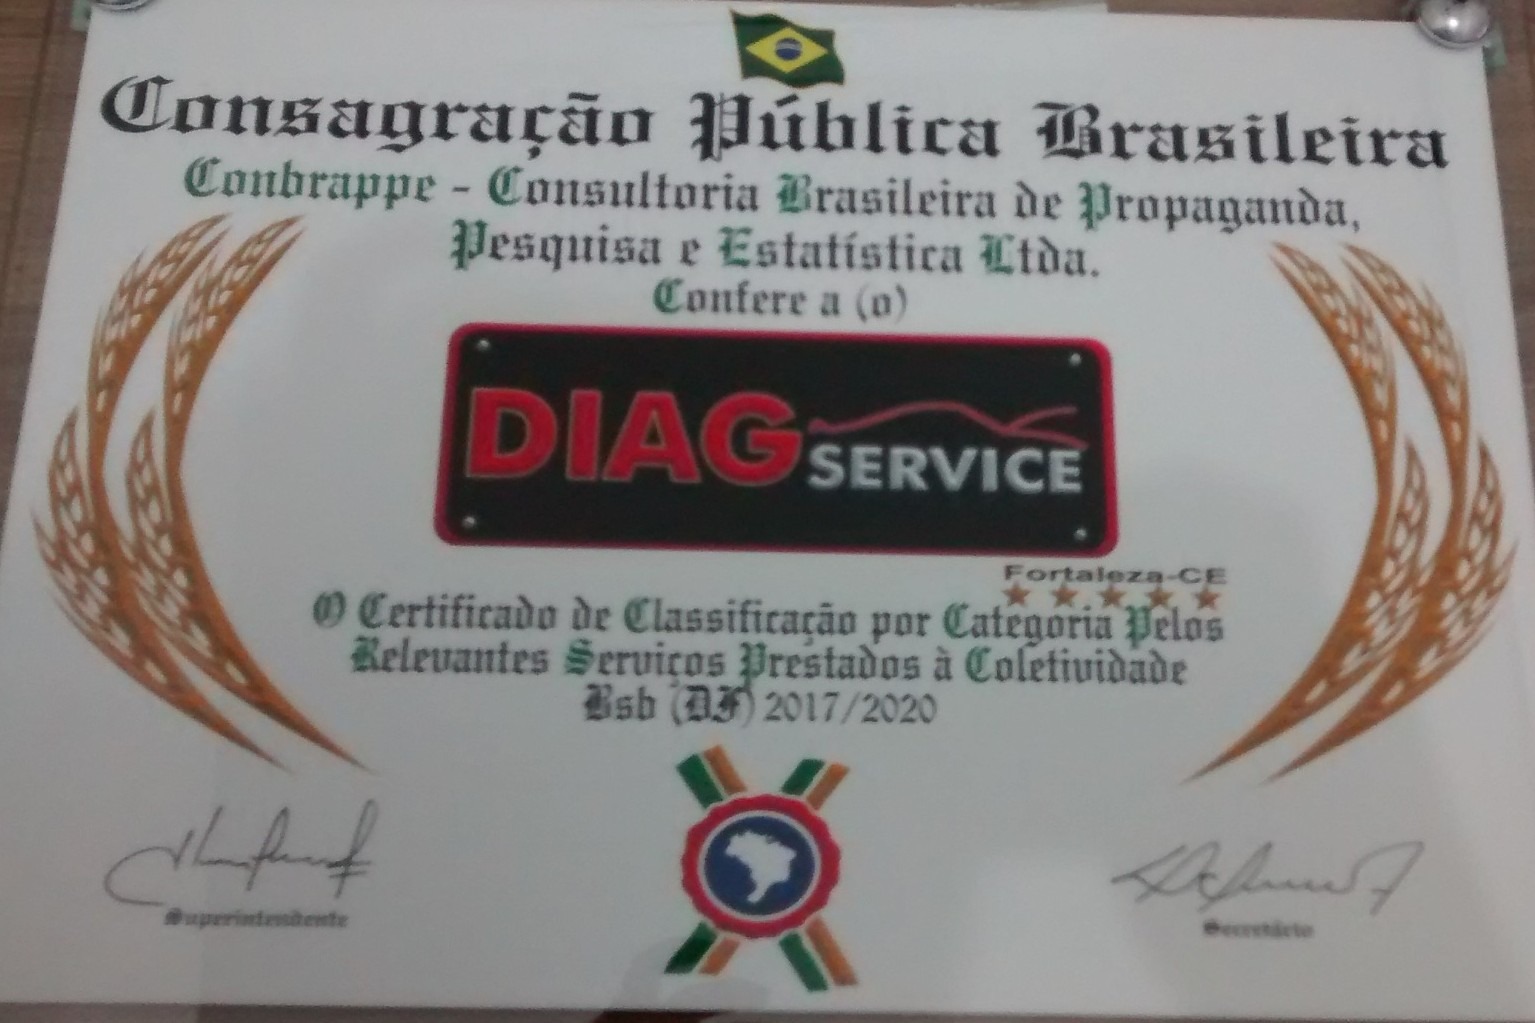 Consagração Pública Brasileira
Conbrappe - Consultoria Brasileira de Propaganda,
Pesquisa e Estatística Ltda.
Confere a (o)
DIAG
SERVICE
Fortaleza-CE
O Certificado de Classificação por Categoria Pelos
Relevantes Serviços Prestados à Coletividade
Bsb (DF) 2017/2020
Superintendente
Secretário